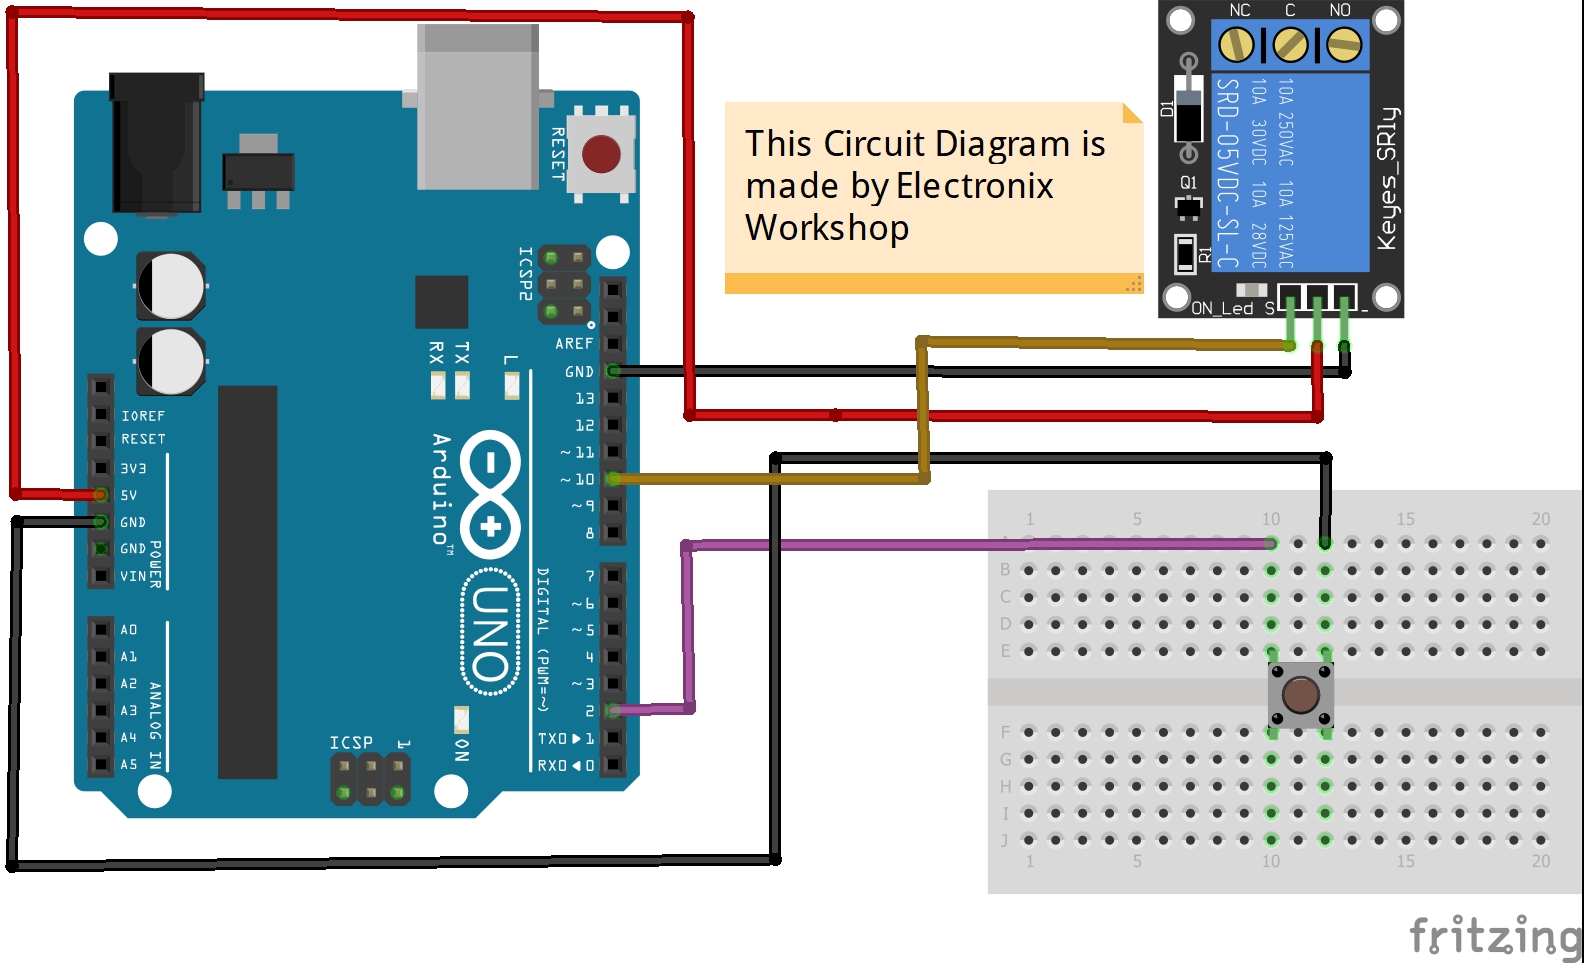 NC C NO
D1
SRD-05VDC-SL-C
10A 30VDC 10A 28VDC
10A 250VAC 10A 125VAC
Keyes_SRly
Q1
R1
ON_Led S -
This Circuit Diagram is
made by Electronix
Workshop
RESET
ICSP2
AREF
GND
13
12
~11
~10
~9
8
7
~6
~5
4
~3
2
TX0▶1
RX0◀0
DIGITAL (PWM=~)
RX TX L
Arduino™
UNO
IOREF
RESET
3V3
5V
GND
GND
VIN
POWER
A0
A1
A2
A3
A4
A5
ANALOG IN
ICSP 1
ON
1 5 10 15 20
A
B
C
D
E
F
G
H
I
J
1 5 10 15 20
fritzing